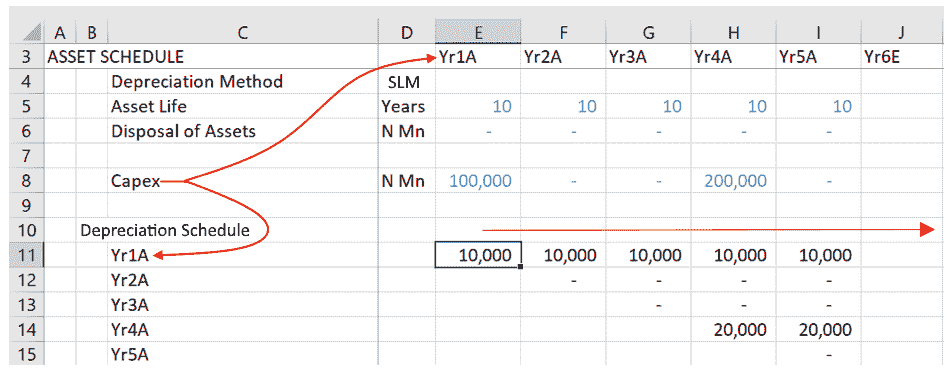 A B C D E F G H I J
3 ASSET SCHEDULE Yr1A Yr2A Yr3A Yr4A Yr5A Yr6E
4 Depreciation Method SLM
5 Asset Life Years 10 10 10 10 10
6 Disposal of Assets N Mn - - - - -
7
8 Capex N Mn 100,000 - - 200,000 -
9
10 Depreciation Schedule
11 Yr1A 10,000 10,000 10,000 10,000 10,000
12 Yr2A - - - -
13 Yr3A - - -
14 Yr4A 20,000 20,000
15 Yr5A -